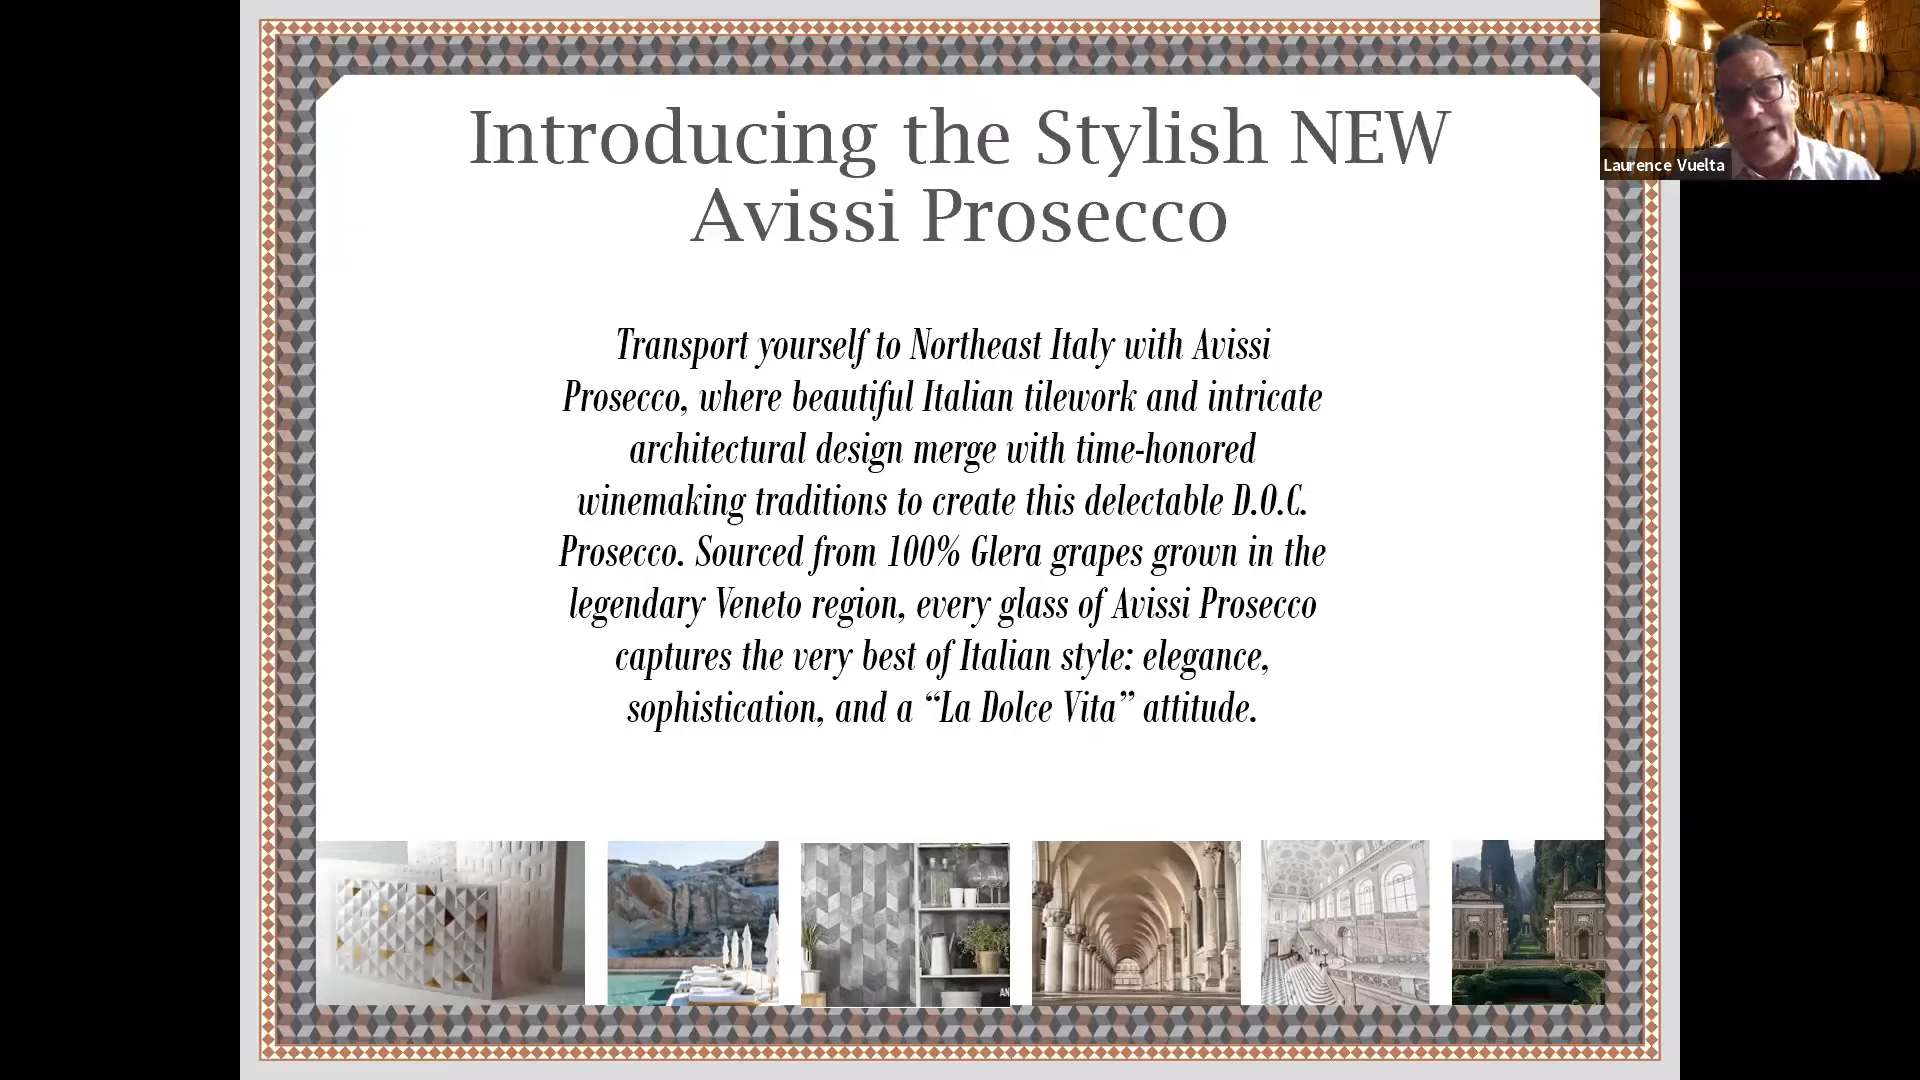 Introducing the Stylish NEW
Avissi Prosecco
Laurence Vuelta
Transport yourself to Northeast Italy with Avissi
Prosecco, where beautiful Italian tilework and intricate
architectural design merge with time-honored
winemaking traditions to create this delectable D.O.C.
Prosecco. Sourced from 100% Glera grapes grown in the
legendary Veneto region, every glass of Avissi Prosecco
captures the very best of Italian style: elegance,
sophistication, and a “La Dolce Vita” attitude.
AN